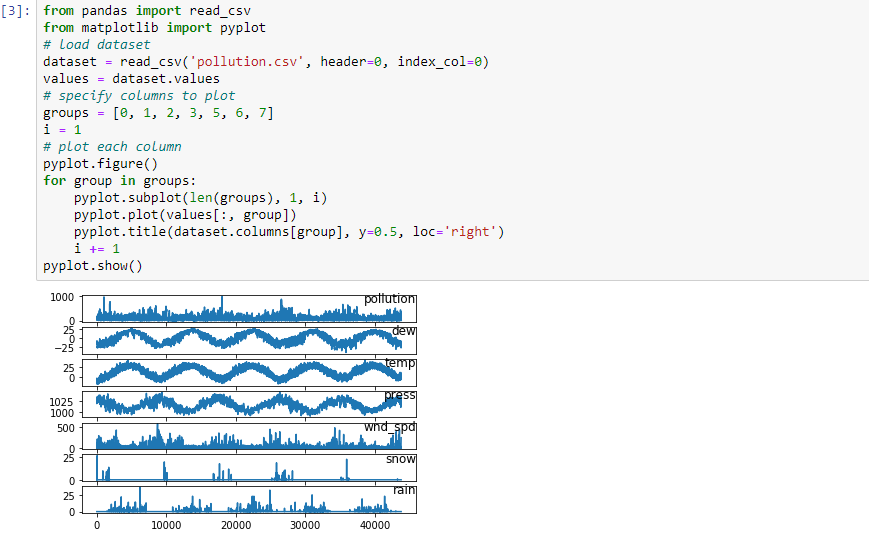 [3]: from pandas import read_csv
from matplotlib import pyplot
# load dataset
dataset = read_csv('pollution.csv', header=0, index_col=0)
values = dataset.values
# specify columns to plot
groups = [0, 1, 2, 3, 5, 6, 7]
i = 1
# plot each column
pyplot.figure()
for group in groups:
    pyplot.subplot(len(groups), 1, i)
    pyplot.plot(values[:, group])
    pyplot.title(dataset.columns[group], y=0.5, loc='right')
    i += 1
pyplot.show()
1000 pollution
0
25 dew
0
−25
25 temp
0
1025 press
1000
500 wnd_spd
0
25 snow
0
25 rain
0
0 10000 20000 30000 40000